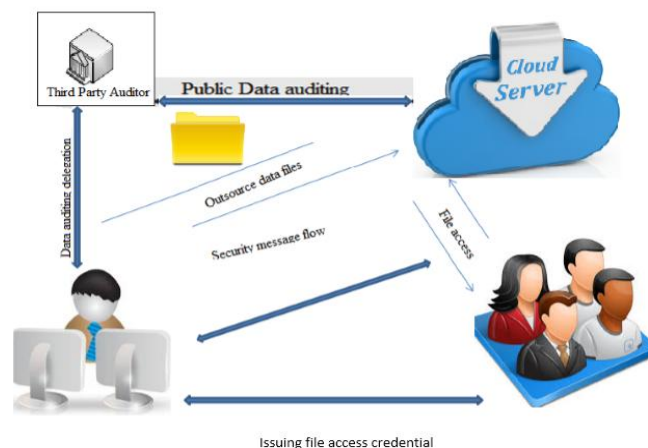 Cloud
Server
Third Party Auditor
Public Data auditing
Data auditing delegation
Outsource data files
Security message flow
File access
Issuing file access credential